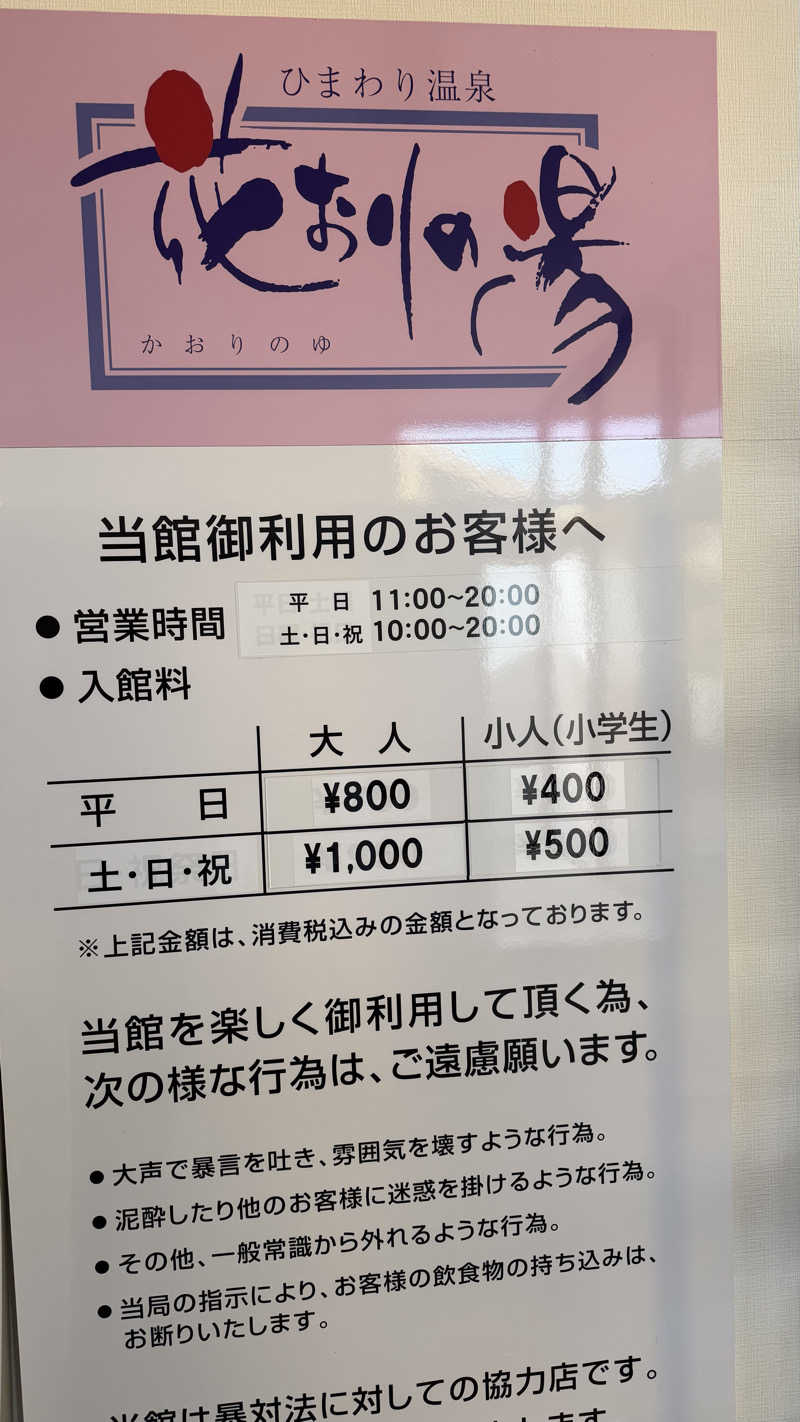 ひまわり温泉
花おりの湯
かおりのゆ
当館御利用のお客様へ
● 営業時間 平 日 11:00~20:00
土・日・祝 10:00~20:00
● 入館料
大 人 小人(小学生)
平 日 ¥800 ¥400
土・日・祝 ¥1,000 ¥500
※上記金額は、消費税込みの金額となっております。
当館を楽しく御利用して頂く為、
次の様な行為は、ご遠慮願います。
● 大声で暴言を吐き、雰囲気を壊すような行為。
● 泥酔したり他のお客様に迷惑を掛けるような行為。
● その他、一般常識から外れるような行為。
● 当局の指示により、お客様の飲食物の持ち込みは、
お断りいたします。
当館は暴対法に対しての協力店です。